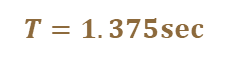 T = 1.375sec